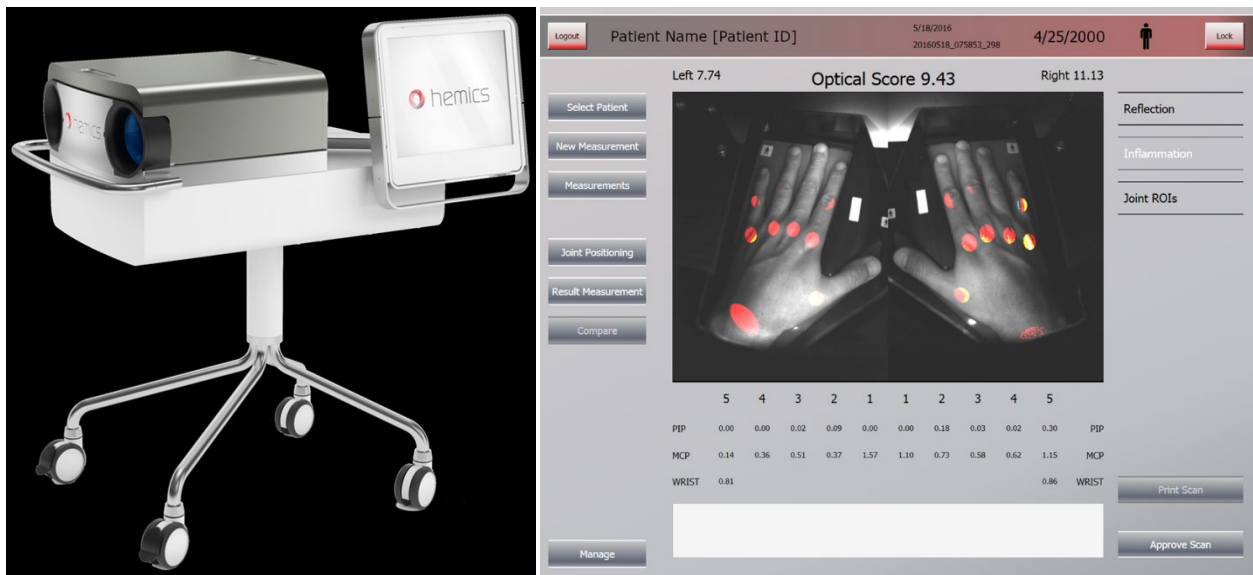 hemics
hemics
Logout
Patient Name [Patient ID]
5/18/2016
20160518_075853_298
4/25/2000
Lock
Left 7.74
Optical Score 9.43
Right 11.13
Select Patient
New Measurement
Measurements
Joint Positioning
Result Measurement
Compare
Manage
Reflection
Inflammation
Joint ROIs
5 4 3 2 1 1 2 3 4 5
PIP 0.00 0.00 0.02 0.09 0.00 0.00 0.18 0.03 0.02 0.30 PIP
MCP 0.14 0.36 0.51 0.37 1.57 1.10 0.73 0.58 0.62 1.15 MCP
WRIST 0.81 0.86 WRIST
Print Scan
Approve Scan